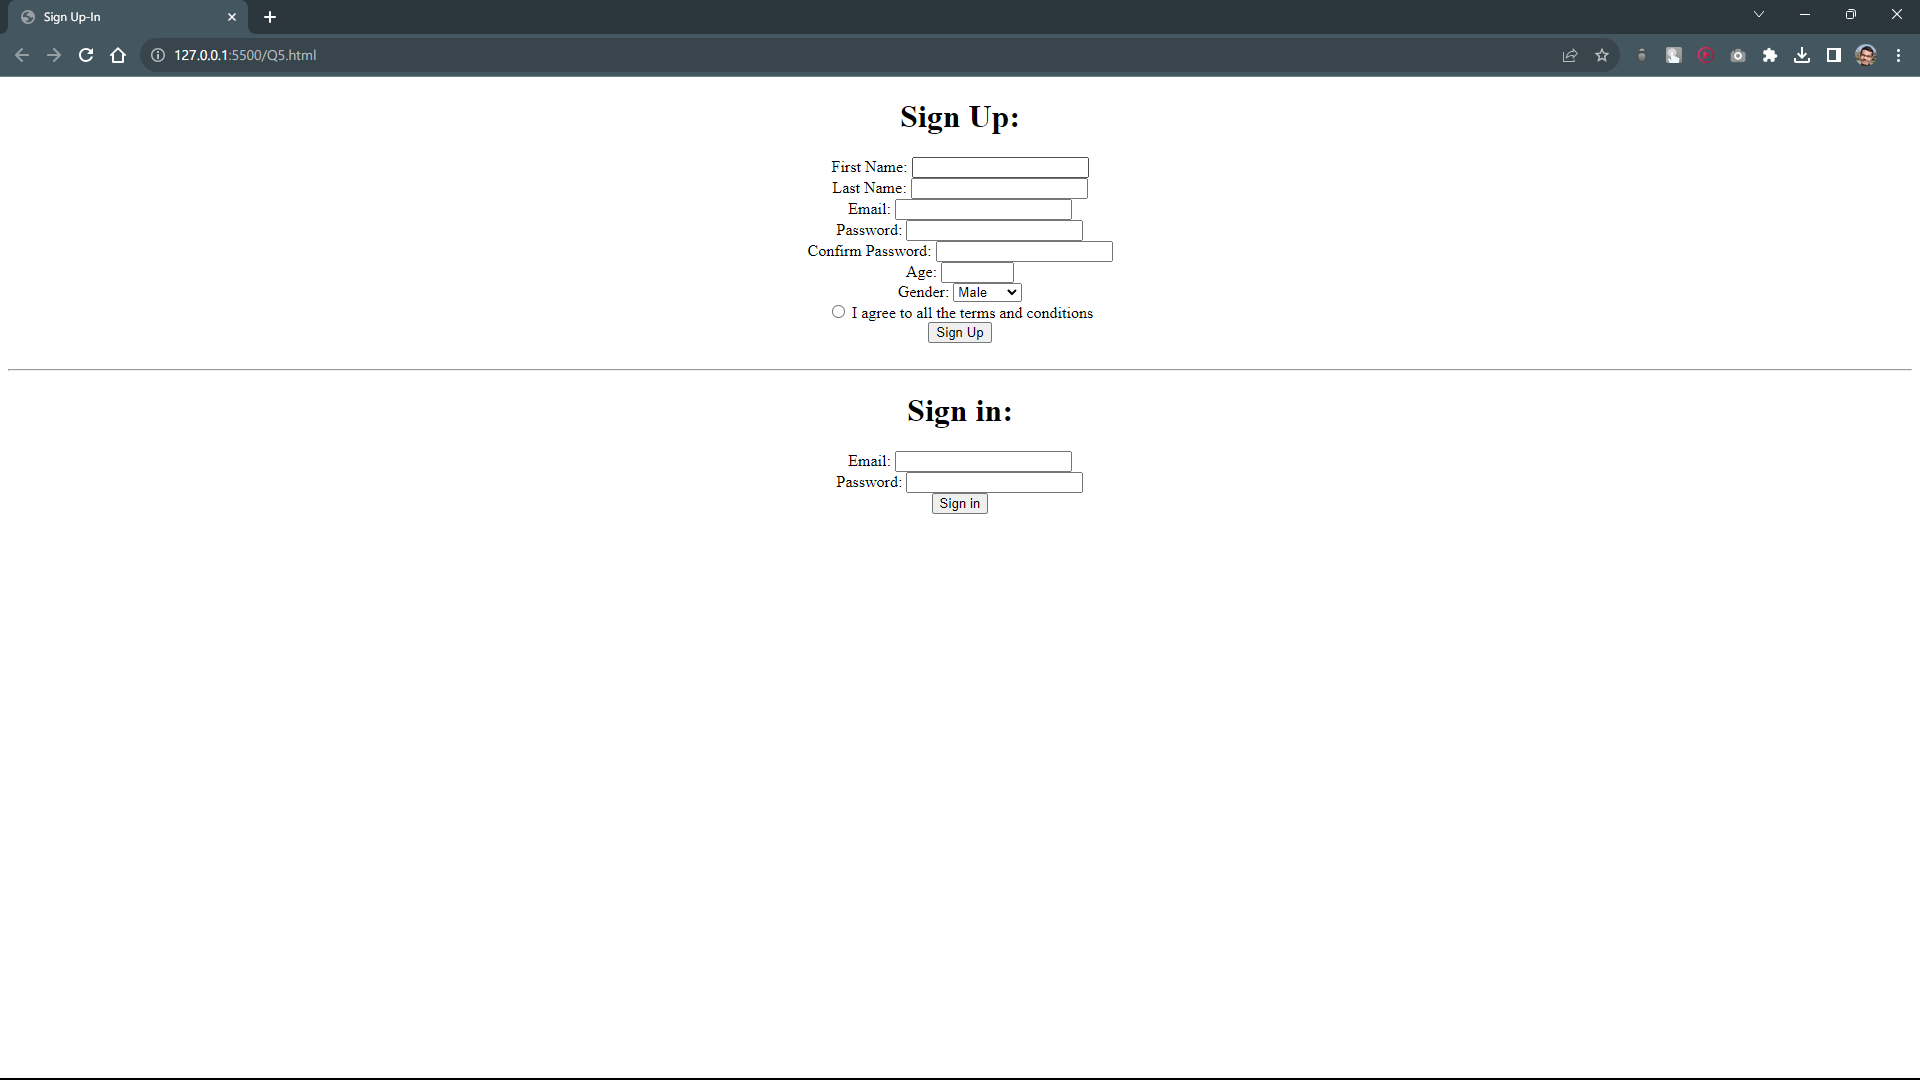 Sign Up-In
127.0.0.1:5500/Q5.html
Sign Up:
First Name:
Last Name:
Email:
Password:
Confirm Password:
Age:
Gender: Male
I agree to all the terms and conditions
Sign Up
Sign in:
Email:
Password:
Sign in